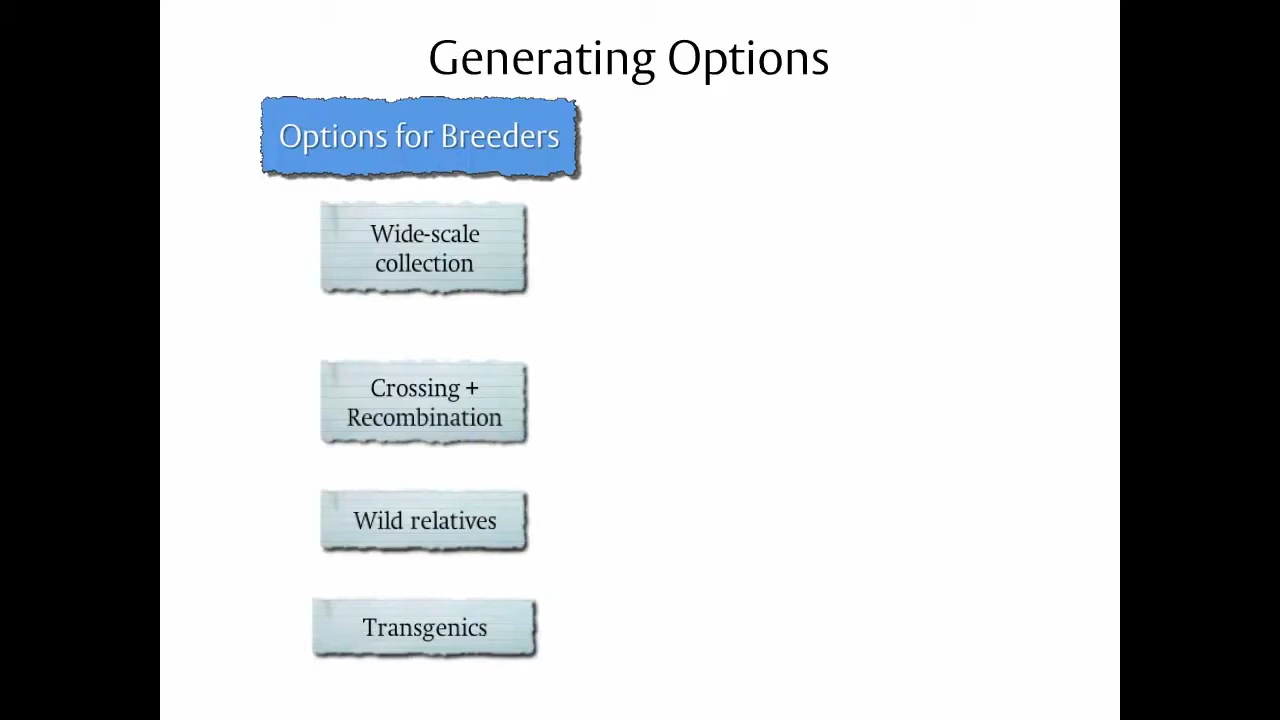 Generating Options
Options for Breeders
Wide-scale
collection
Crossing +
Recombination
Wild relatives
Transgenics